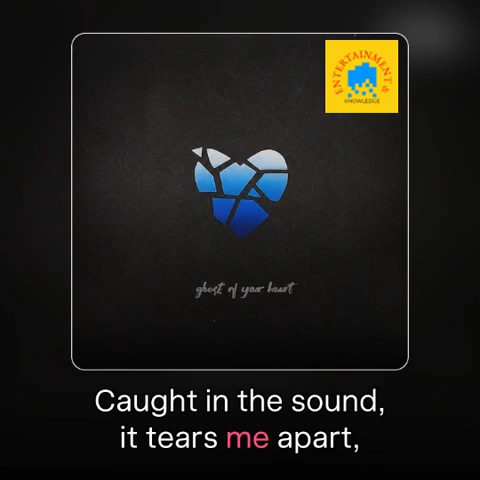 ENTERTAINMENT &
KNOWLEDGE
ghost of your heart
Caught in the sound,
it tears me apart,